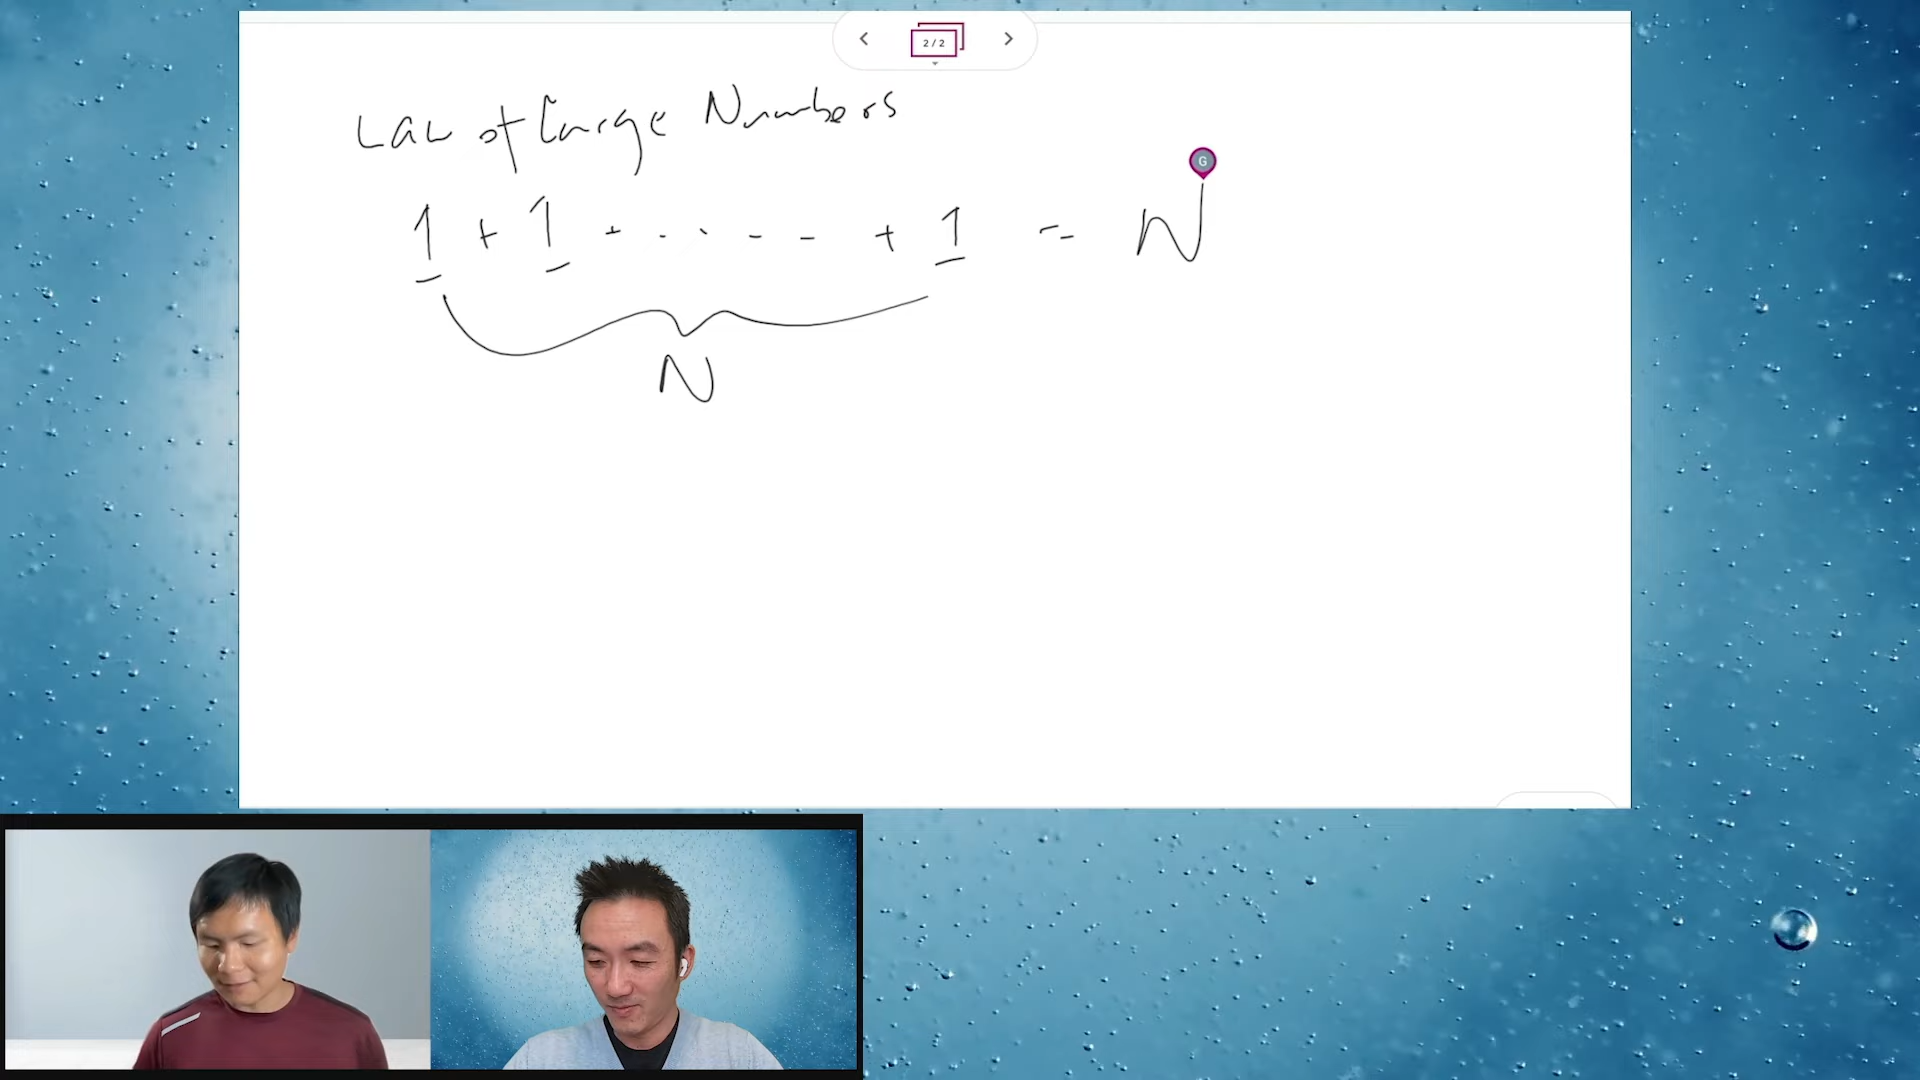 2 / 2
Law of Large Numbers
G
1 + 1 + . . - - + 1 = N
N